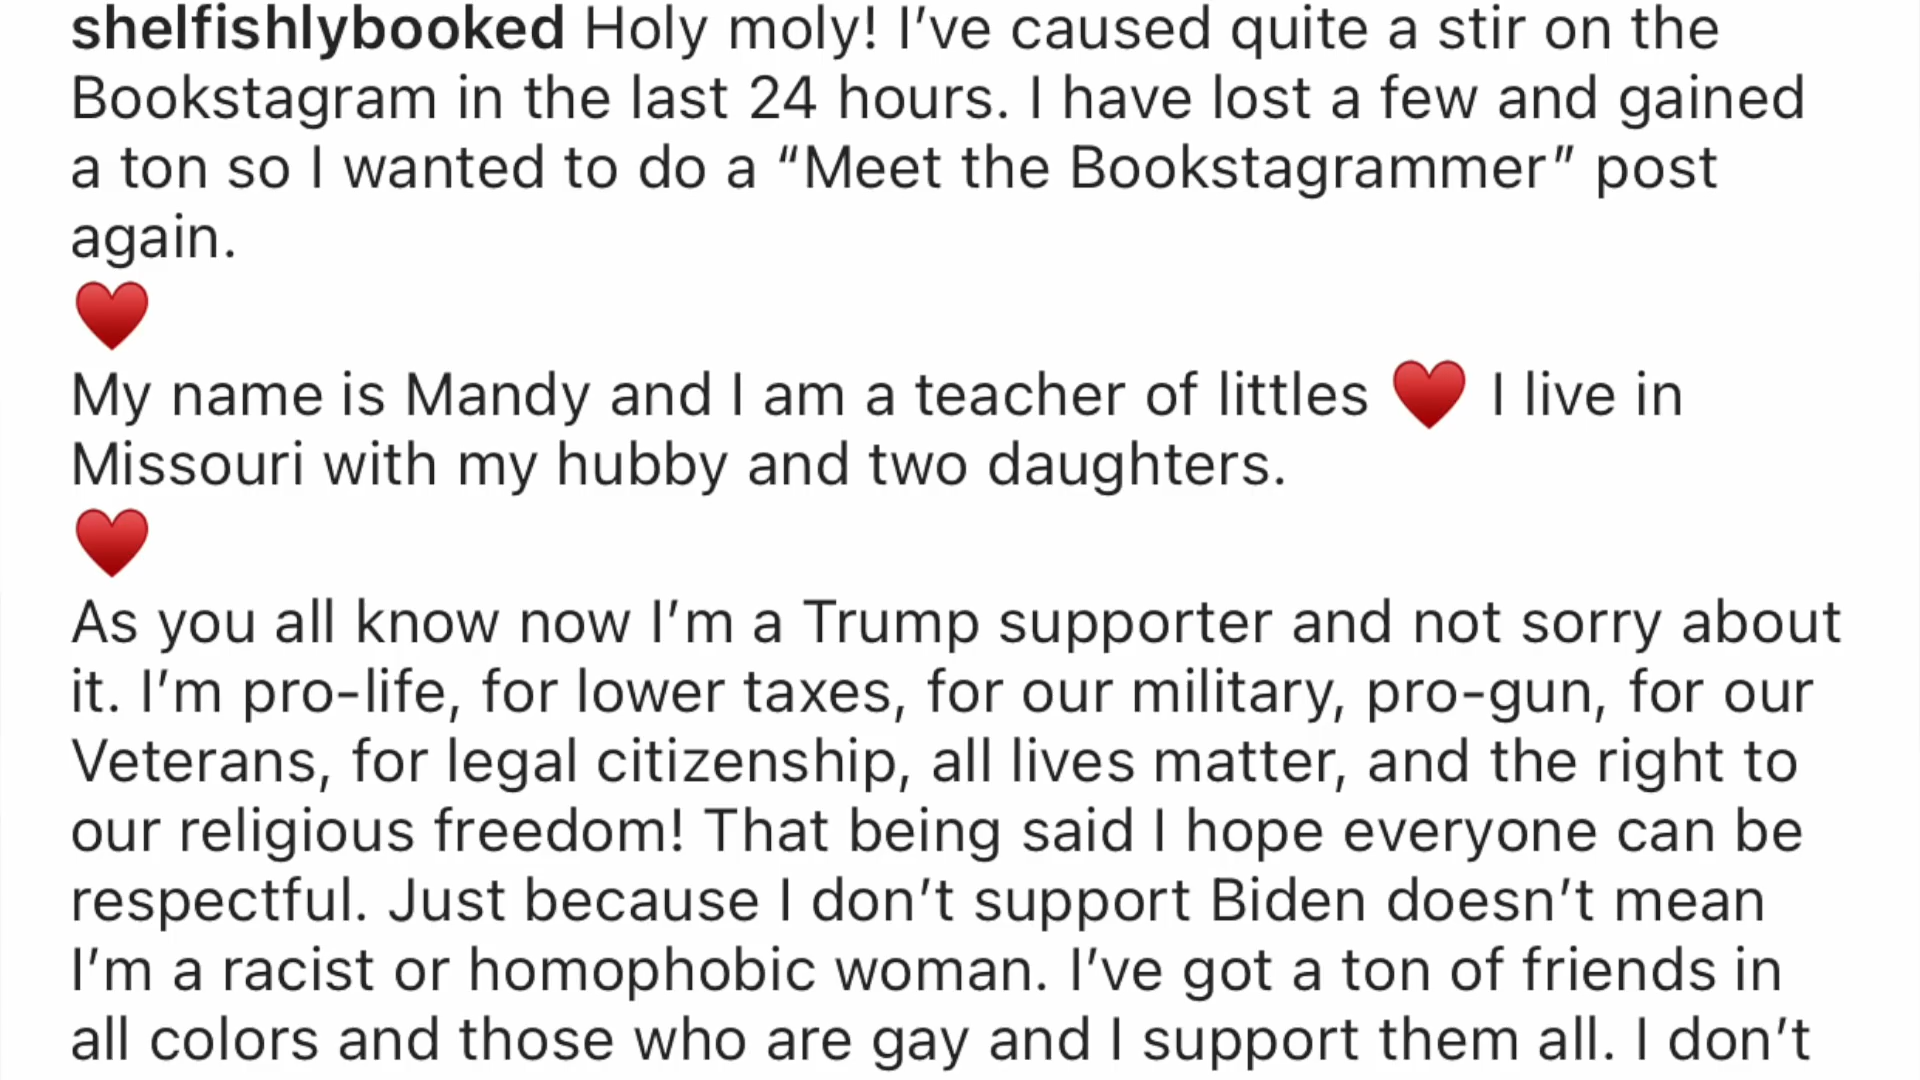 shelfishlybooked Holy moly! I’ve caused quite a stir on the
Bookstagram in the last 24 hours. I have lost a few and gained
a ton so I wanted to do a “Meet the Bookstagrammer” post
again.
♥️
My name is Mandy and I am a teacher of littles ♥️ I live in
Missouri with my hubby and two daughters.
♥️
As you all know now I’m a Trump supporter and not sorry about
it. I’m pro-life, for lower taxes, for our military, pro-gun, for our
Veterans, for legal citizenship, all lives matter, and the right to
our religious freedom! That being said I hope everyone can be
respectful. Just because I don’t support Biden doesn’t mean
I’m a racist or homophobic woman. I’ve got a ton of friends in
all colors and those who are gay and I support them all. I don’t